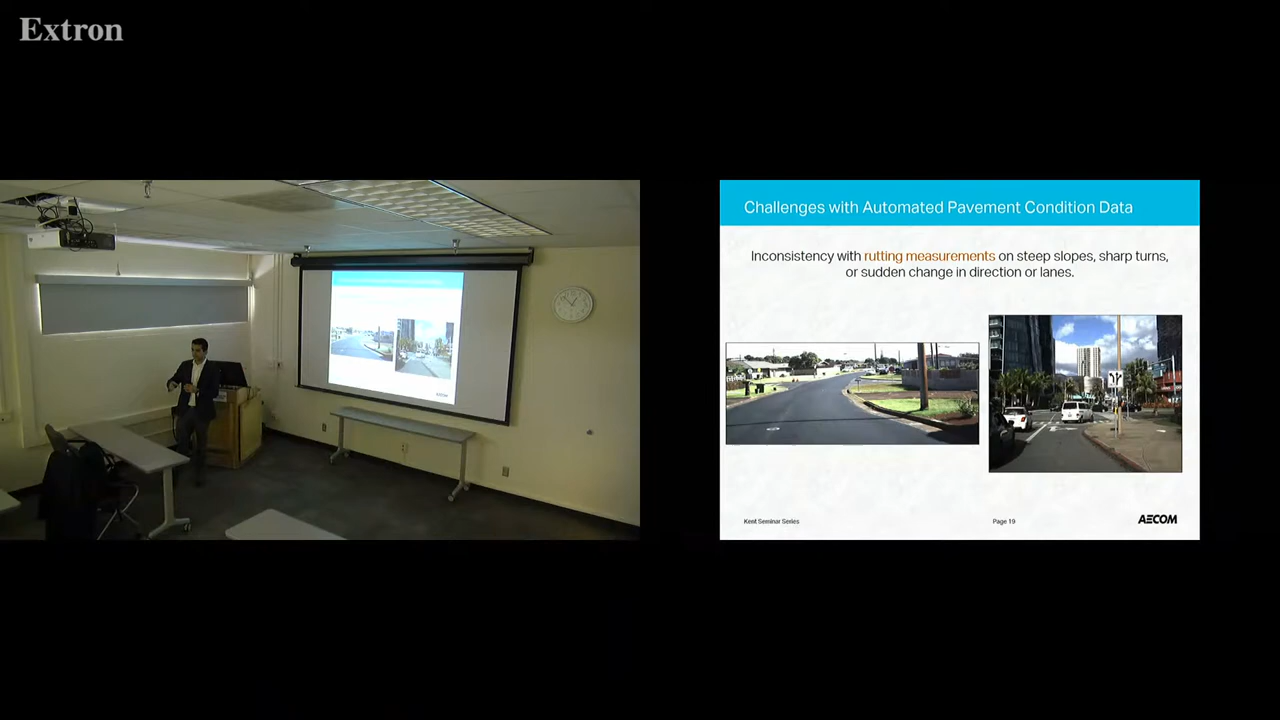 Extron
Challenges with Automated Pavement Condition Data
Inconsistency with rutting measurements on steep slopes, sharp turns,
or sudden change in direction or lanes.
Kent Seminar Series
Page 19
AECOM